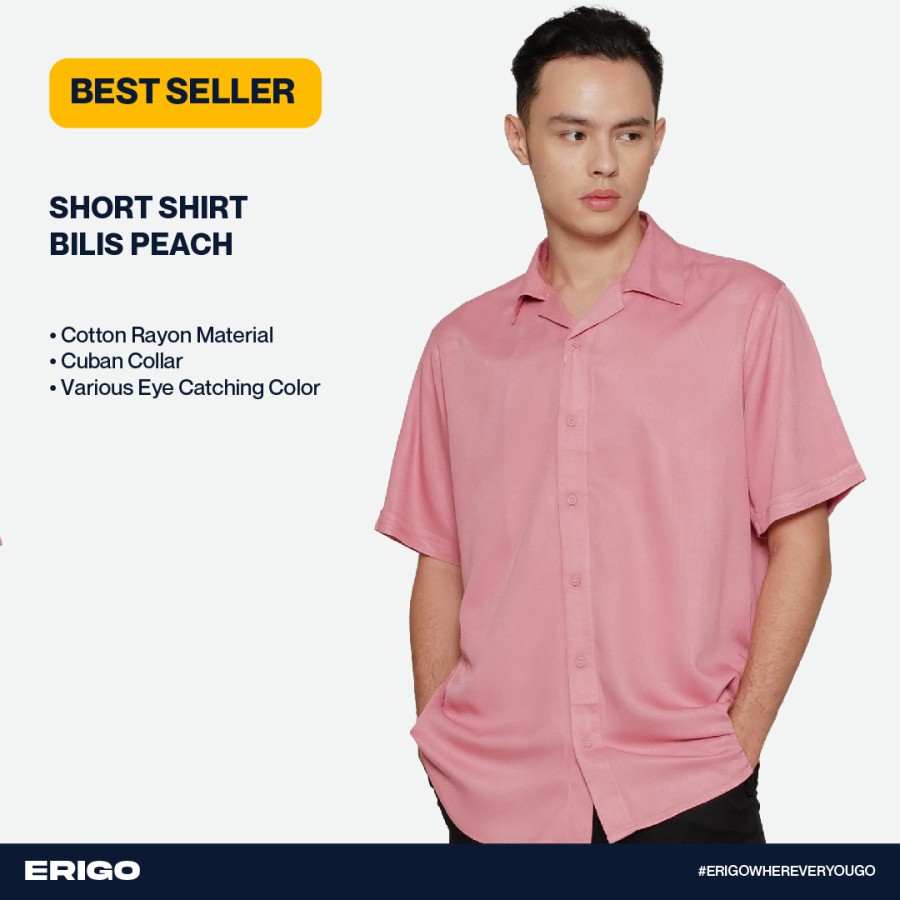 BEST SELLER
SHORT SHIRT
BILIS PEACH
• Cotton Rayon Material
• Cuban Collar
• Various Eye Catching Color
ERIGO
#ERIGOWHEREVERYOUGO